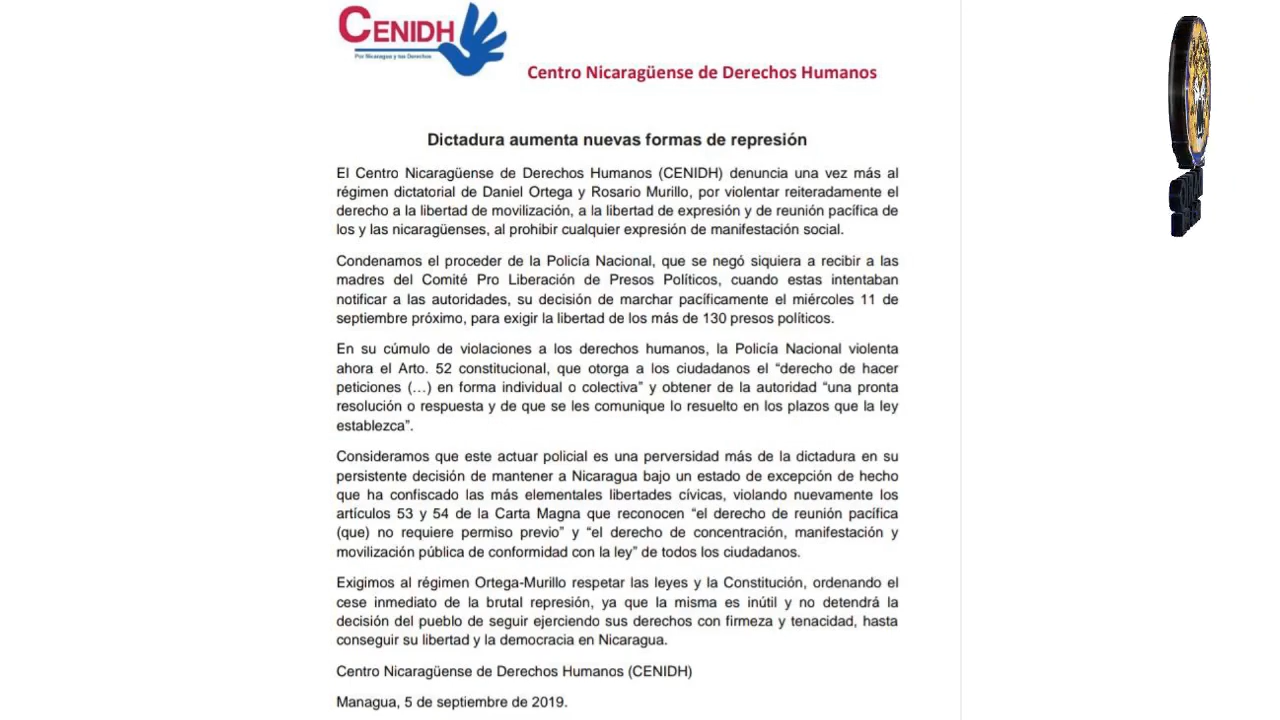 CENIDH
Por Nicaragua y tus Derechos
Centro Nicaragüense de Derechos Humanos
Dictadura aumenta nuevas formas de represión
El Centro Nicaragüense de Derechos Humanos (CENIDH) denuncia una vez más al
régimen dictatorial de Daniel Ortega y Rosario Murillo, por violentar reiteradamente el
derecho a la libertad de movilización, a la libertad de expresión y de reunión pacífica de
los y las nicaragüenses, al prohibir cualquier expresión de manifestación social.
Condenamos el proceder de la Policía Nacional, que se negó siquiera a recibir a las
madres del Comité Pro Liberación de Presos Políticos, cuando estas intentaban
notificar a las autoridades, su decisión de marchar pacíficamente el miércoles 11 de
septiembre próximo, para exigir la libertad de los más de 130 presos políticos.
En su cúmulo de violaciones a los derechos humanos, la Policía Nacional violenta
ahora el Arto. 52 constitucional, que otorga a los ciudadanos el “derecho de hacer
peticiones (…) en forma individual o colectiva” y obtener de la autoridad “una pronta
resolución o respuesta y de que se les comunique lo resuelto en los plazos que la ley
establezca”.
Consideramos que este actuar policial es una perversidad más de la dictadura en su
persistente decisión de mantener a Nicaragua bajo un estado de excepción de hecho
que ha confiscado las más elementales libertades cívicas, violando nuevamente los
artículos 53 y 54 de la Carta Magna que reconocen “el derecho de reunión pacífica
(que) no requiere permiso previo” y “el derecho de concentración, manifestación y
movilización pública de conformidad con la ley” de todos los ciudadanos.
Exigimos al régimen Ortega-Murillo respetar las leyes y la Constitución, ordenando el
cese inmediato de la brutal represión, ya que la misma es inútil y no detendrá la
decisión del pueblo de seguir ejerciendo sus derechos con firmeza y tenacidad, hasta
conseguir su libertad y la democracia en Nicaragua.
Centro Nicaragüense de Derechos Humanos (CENIDH)
Managua, 5 de septiembre de 2019.